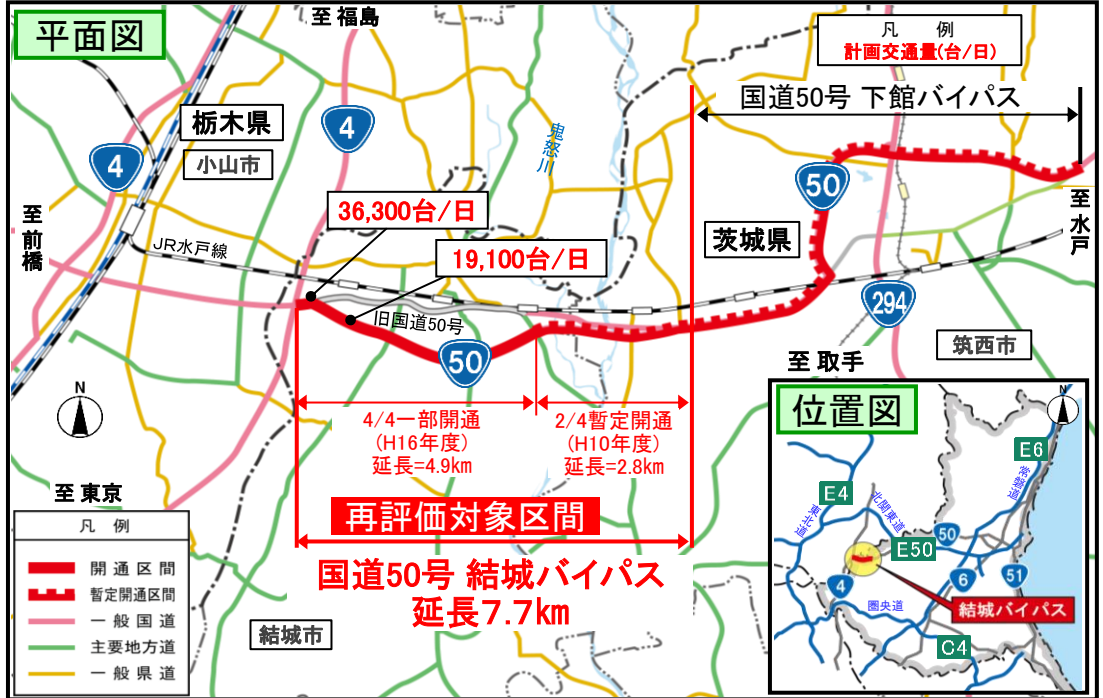 平面図
至 福島
凡　例
計画交通量(台/日)
国道50号 下館バイパス
栃木県
小山市
4
4
鬼怒川
50
至 前橋
36,300台/日
19,100台/日
JR水戸線
茨城県
至 水戸
旧国道50号
50
294
筑西市
至 取手
N
4/4一部開通
(H16年度)
延長=4.9km
2/4暫定開通
(H10年度)
延長=2.8km
至 東京
再評価対象区間
国道50号 結城バイパス
延長7.7km
結城市
凡　例
開通区間
暫定開通区間
一般国道
主要地方道
一般県道
位置図
N
E6
常磐道
E4
東北道
北関東道
50
E50
4
6
51
圏央道
結城バイパス
C4